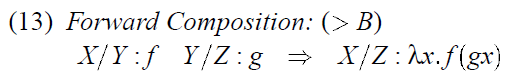 (13) Forward Composition: (> B)
X/Y : f Y/Z : g ⇒ X/Z : λx.f(gx)